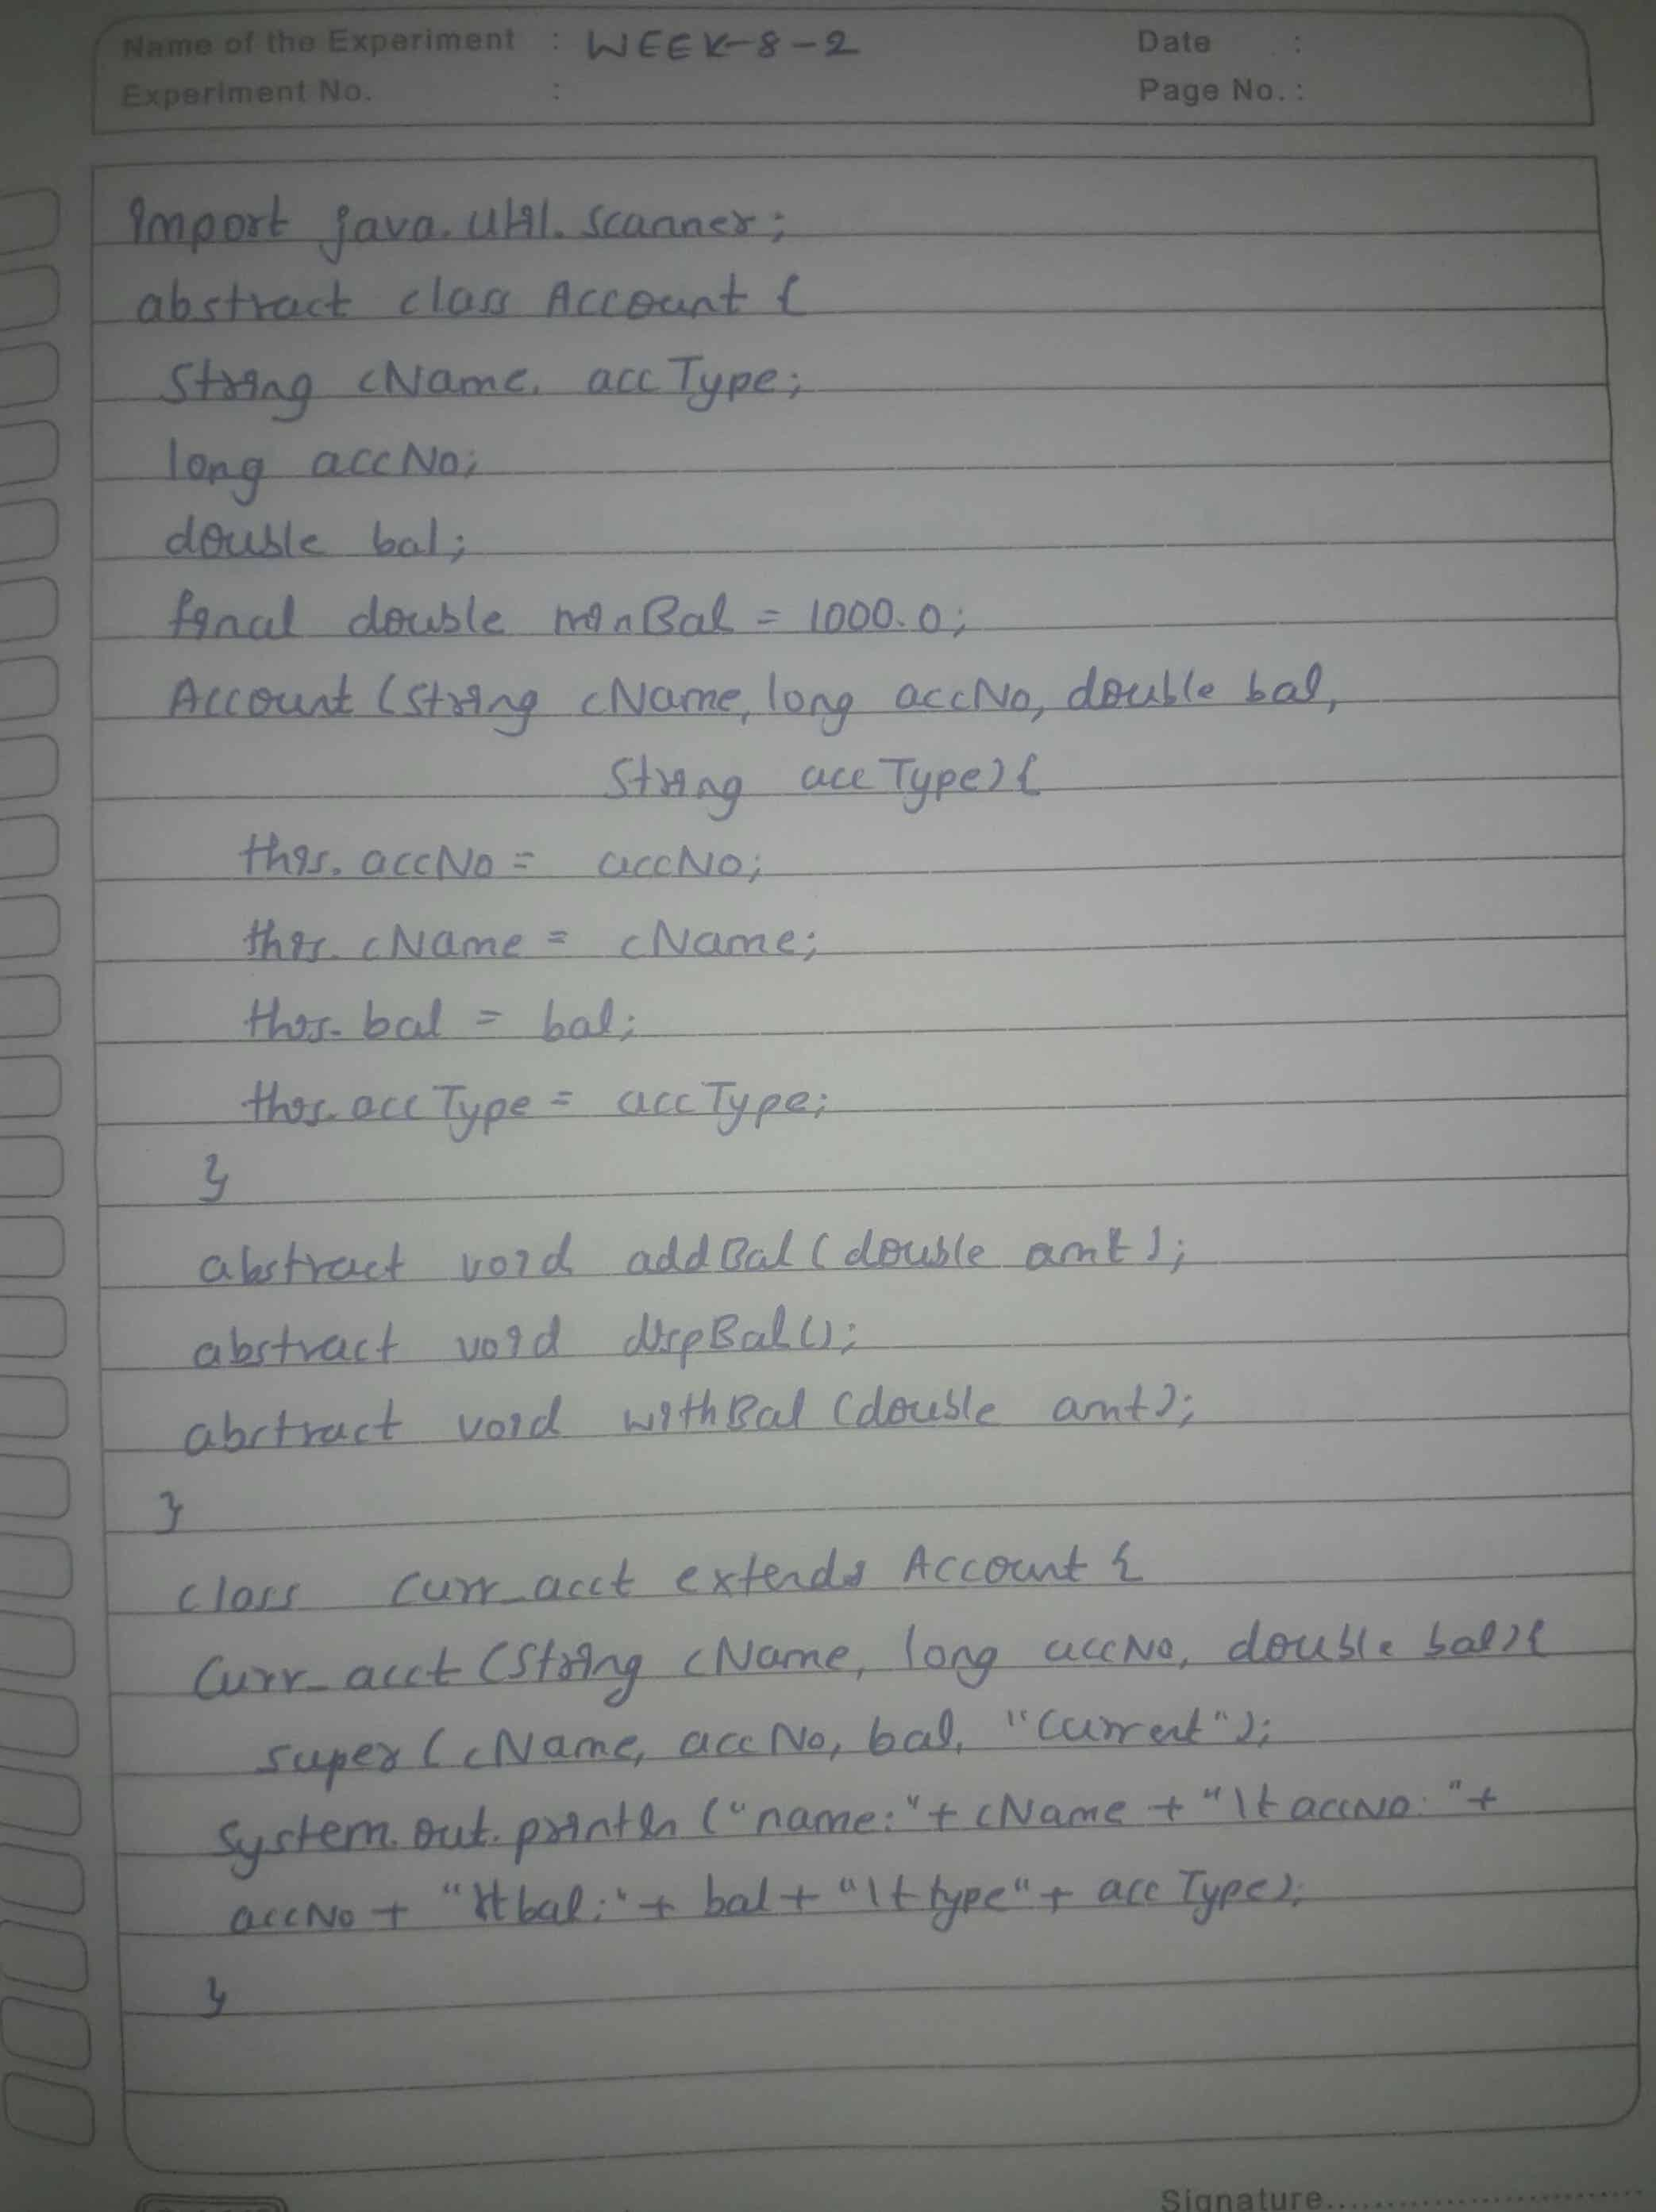 Name of the Experiment : WEEK-8-2 Date :
Experiment No. : Page No. :
import java.util.scanner;
abstract class Account {
String cName, accType;
long accNo;
double bal;
final double minBal = 1000.0;
Account (String cName, long accNo, double bal,
String accType) {
this.accNo = accNo;
this.cName = cName;
this.bal = bal;
this.accType = accType;
}
abstract void addBal (double amt);
abstract void dispBal();
abstract void withBal (double amt);
}
class Curr_acct extends Account {
Curr_acct (String cName, long accNo, double bal) {
super (cName, accNo, bal, "Current");
System.out.println ("name:" + cName + "\t accNo:" +
accNo + "\t bal:" + bal + "\t type" + accType);
}
Signature